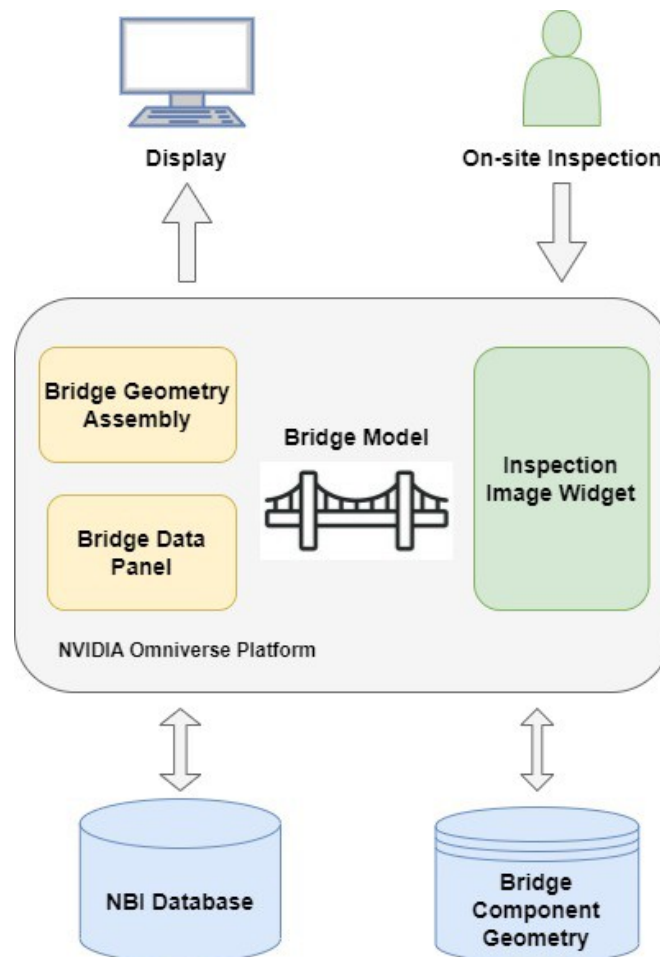 Display
On-site Inspection
Bridge Geometry
Assembly
Bridge Model
Inspection
Image Widget
Bridge Data
Panel
NVIDIA Omniverse Platform
NBI Database
Bridge
Component
Geometry